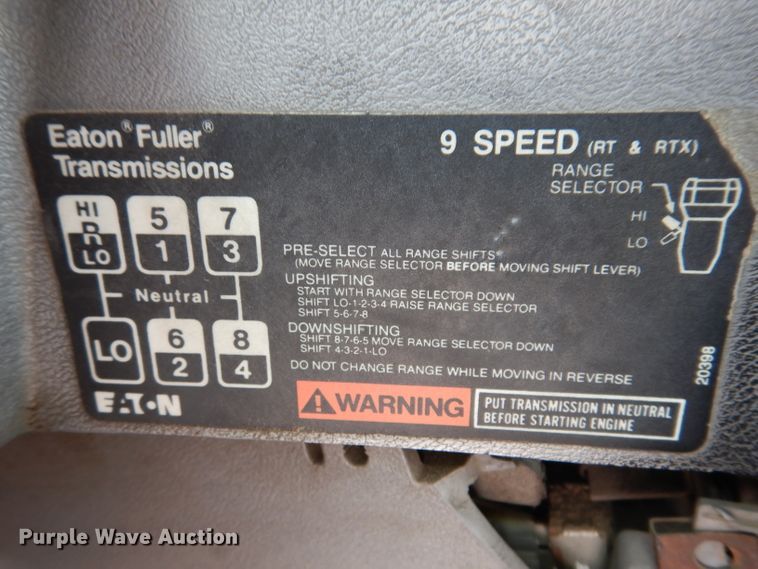 Eaton® Fuller®
Transmissions
9 SPEED (RT & RTX)
RANGE
SELECTOR
HI
LO
HI
R
LO
5
1
7
3
Neutral
LO
6
2
8
4
PRE-SELECT ALL RANGE SHIFTS
(MOVE RANGE SELECTOR BEFORE MOVING SHIFT LEVER)
UPSHIFTING
START WITH RANGE SELECTOR DOWN
SHIFT LO-1-2-3-4 RAISE RANGE SELECTOR
SHIFT 5-6-7-8
DOWNSHIFTING
SHIFT 8-7-6-5 MOVE RANGE SELECTOR DOWN
SHIFT 4-3-2-1-LO
DO NOT CHANGE RANGE WHILE MOVING IN REVERSE
20398
EATON
WARNING
PUT TRANSMISSION IN NEUTRAL
BEFORE STARTING ENGINE
Purple Wave Auction